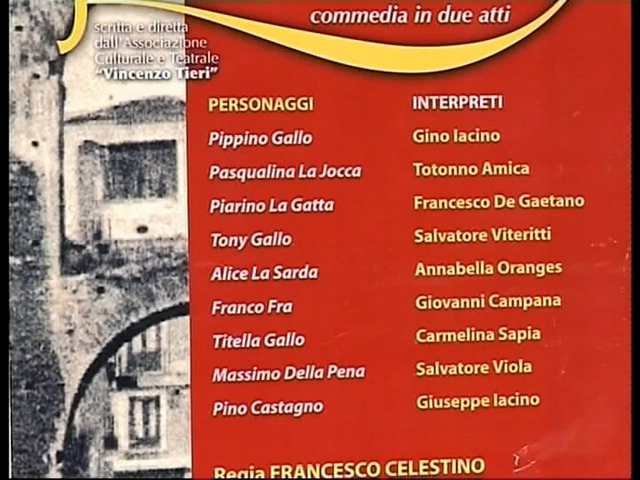 commedia in due atti
scritta e diretta
dall'Associazione
Culturale e Teatrale
"Vincenzo Tieri"
PERSONAGGI INTERPRETI
Pippino Gallo Gino Iacino
Pasqualina La Jocca Totonno Amica
Piarino La Gatta Francesco De Gaetano
Tony Gallo Salvatore Viteritti
Alice La Sarda Annabella Oranges
Franco Fra Giovanni Campana
Titella Gallo Carmelina Sapia
Massimo Della Pena Salvatore Viola
Pino Castagno Giuseppe Iacino
Regia FRANCESCO CELESTINO